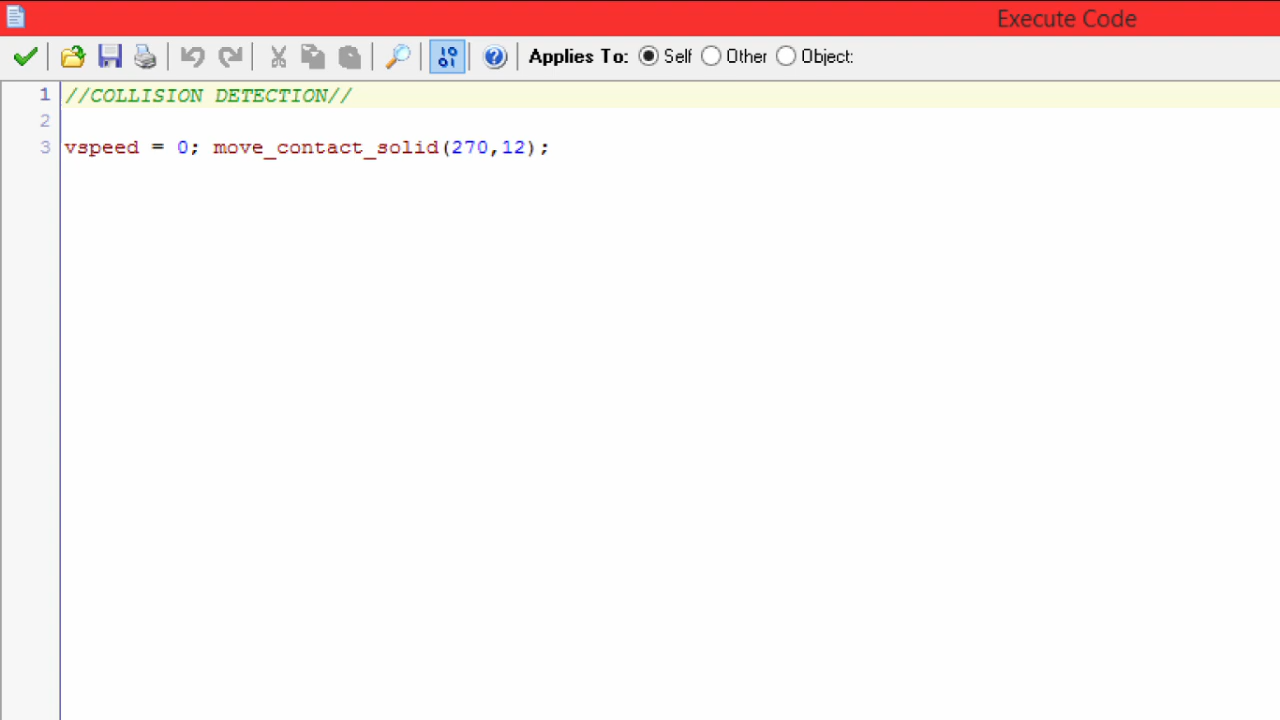 Execute Code
Applies To: Self Other Object:
1 //COLLISION DETECTION//
2
3 vspeed = 0; move_contact_solid(270,12);